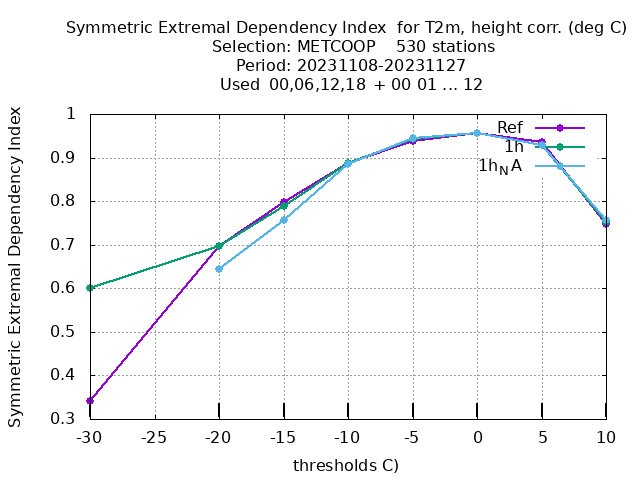 Symmetric Extremal Dependency Index  for T2m, height corr. (deg C)
Selection: METCOOP    530 stations
Period: 20231108-20231127
Used  00,06,12,18  + 00 01 ... 12
Symmetric Extremal Dependency Index
1
0.9
0.8
0.7
0.6
0.5
0.4
0.3
Ref
1h
1h_N A
-30 -25 -20 -15 -10 -5 0 5 10
thresholds C)